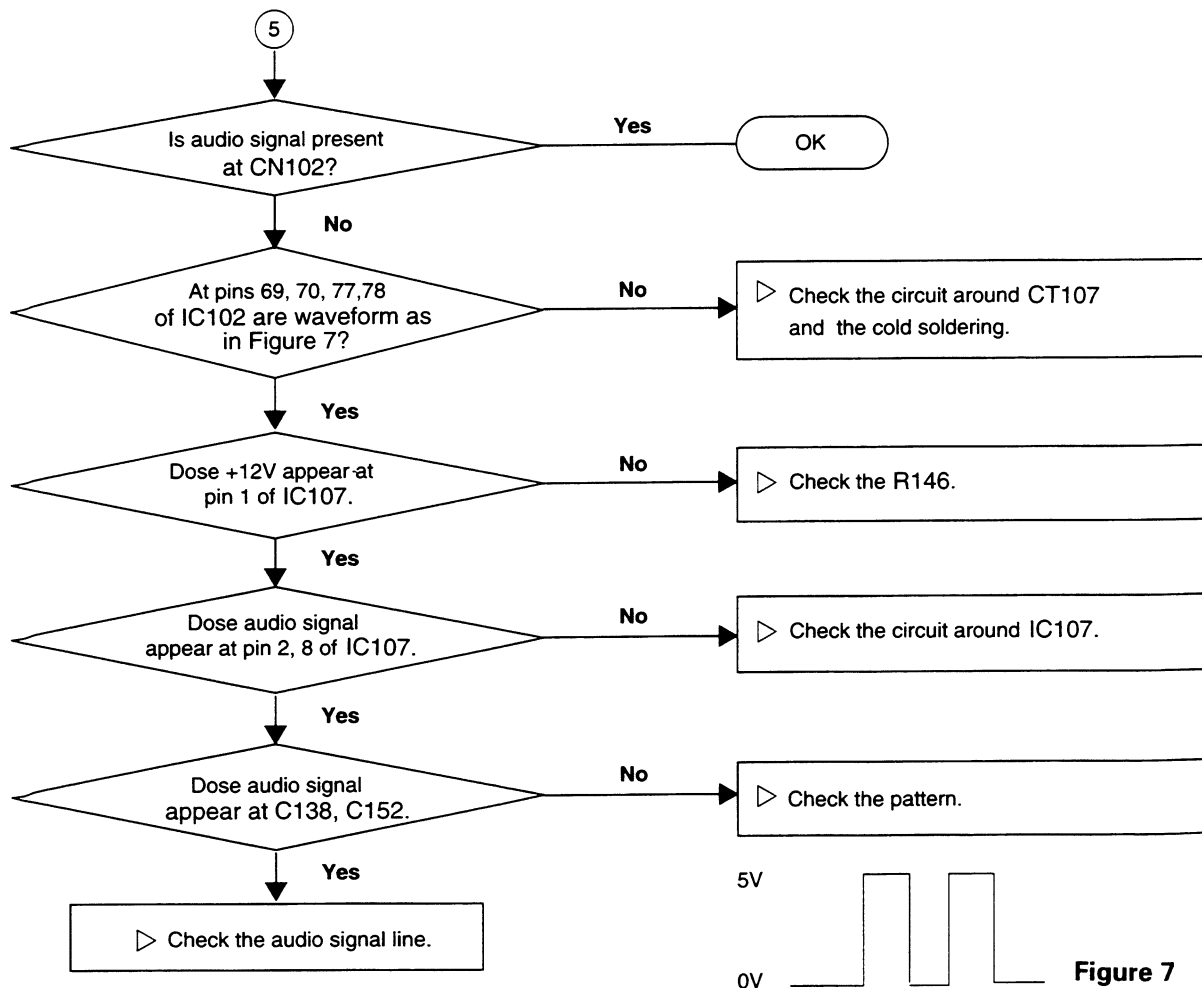 5
Is audio signal present
at CN102?
Yes
OK
No
At pins 69, 70, 77,78
of IC102 are waveform as
in Figure 7?
No
▷ Check the circuit around CT107
and the cold soldering.
Yes
Dose +12V appear at
pin 1 of IC107.
No
▷ Check the R146.
Yes
Dose audio signal
appear at pin 2, 8 of IC107.
No
▷ Check the circuit around IC107.
Yes
Dose audio signal
appear at C138, C152.
No
▷ Check the pattern.
Yes
▷ Check the audio signal line.
5V
0V
Figure 7